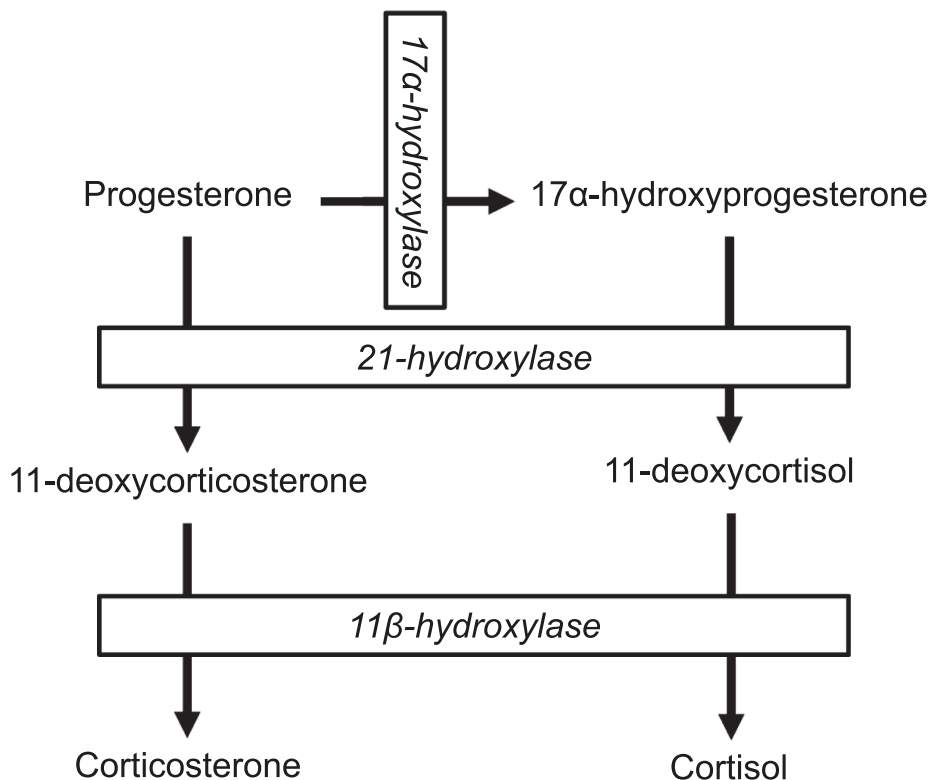 17α-hydroxylase
Progesterone
17α-hydroxyprogesterone
21-hydroxylase
11-deoxycorticosterone
11-deoxycortisol
11β-hydroxylase
Corticosterone
Cortisol